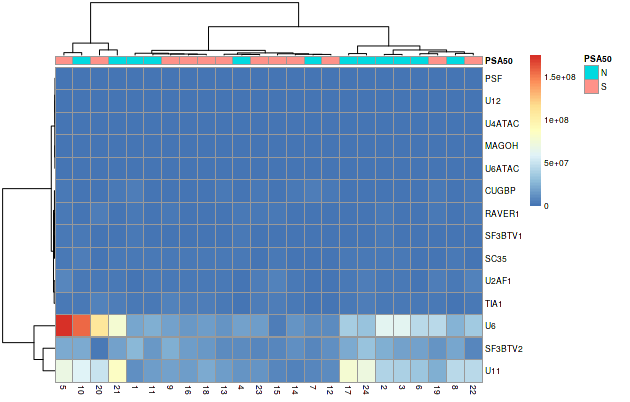 PSA50
PSF
U12
U4ATAC
MAGOH
U6ATAC
CUGBP
RAVER1
SF3BTV1
SC35
U2AF1
TIA1
U6
SF3BTV2
U11
5 10 20 21 1 11 9 16 18 13 4 23 15 14 7 12 17 24 2 3 6 19 8 22
1.5e+08
1e+08
5e+07
0
PSA50
N
S